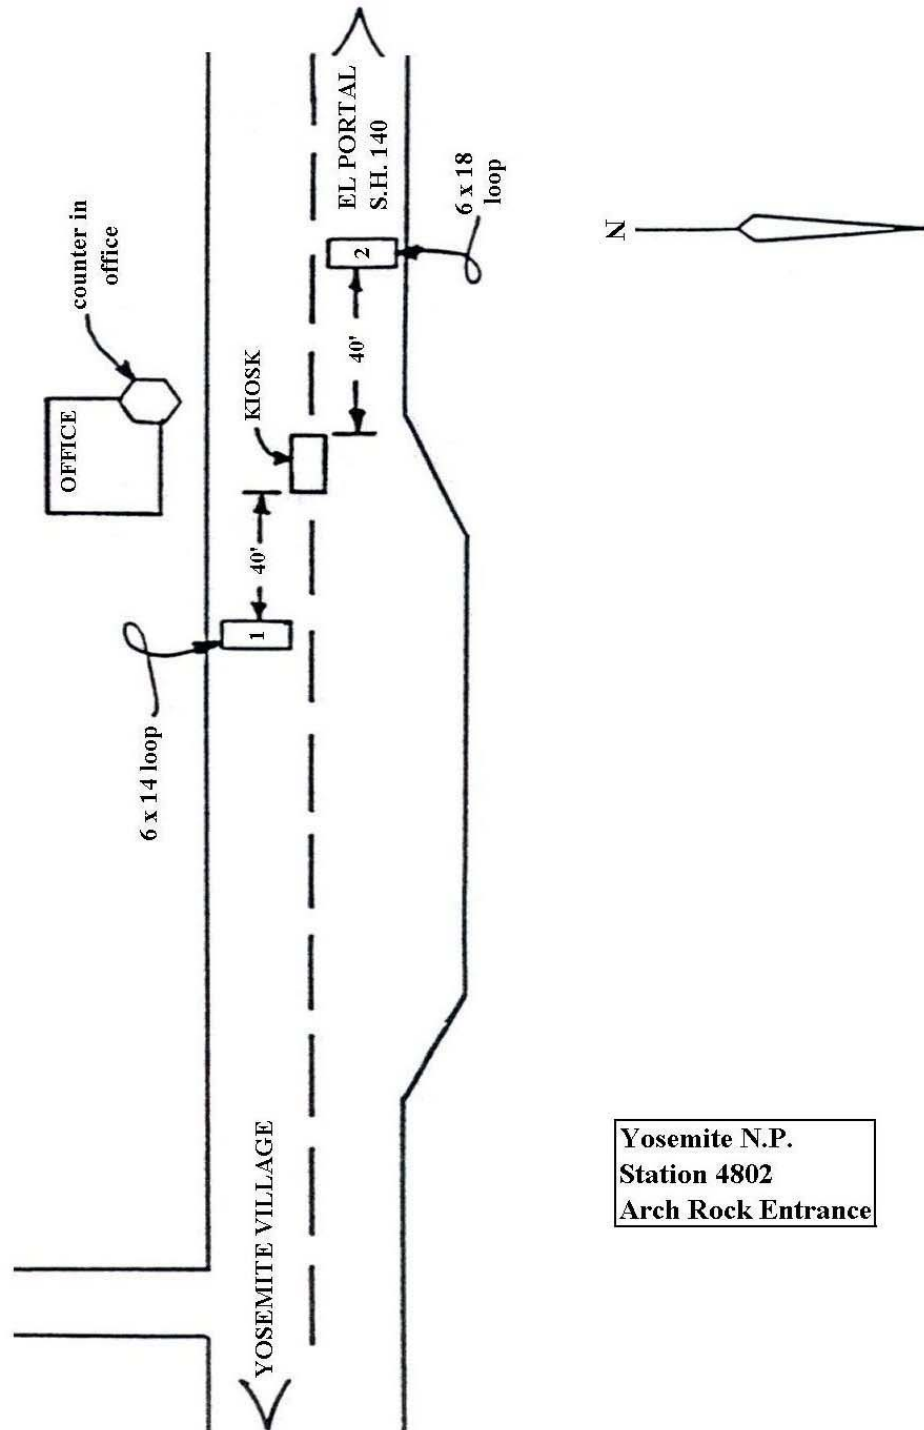 EL PORTAL
S.H. 140
6 x 18
loop
N
2
counter in
office
40'
KIOSK
OFFICE
40'
1
6 x 14 loop
YOSEMITE VILLAGE
Yosemite N.P.
Station 4802
Arch Rock Entrance